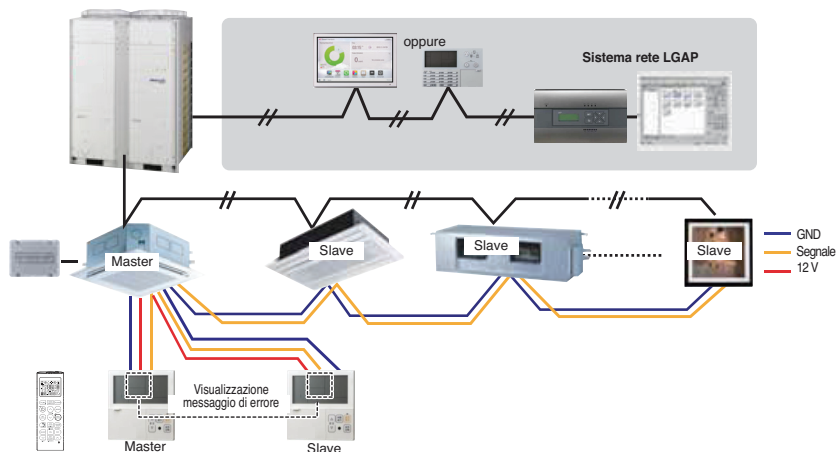 oppure
Sistema rete LGAP
Master
Slave
Slave
Slave
GND
Segnale
12 V
Visualizzazione
messaggio di errore
Master
Slave